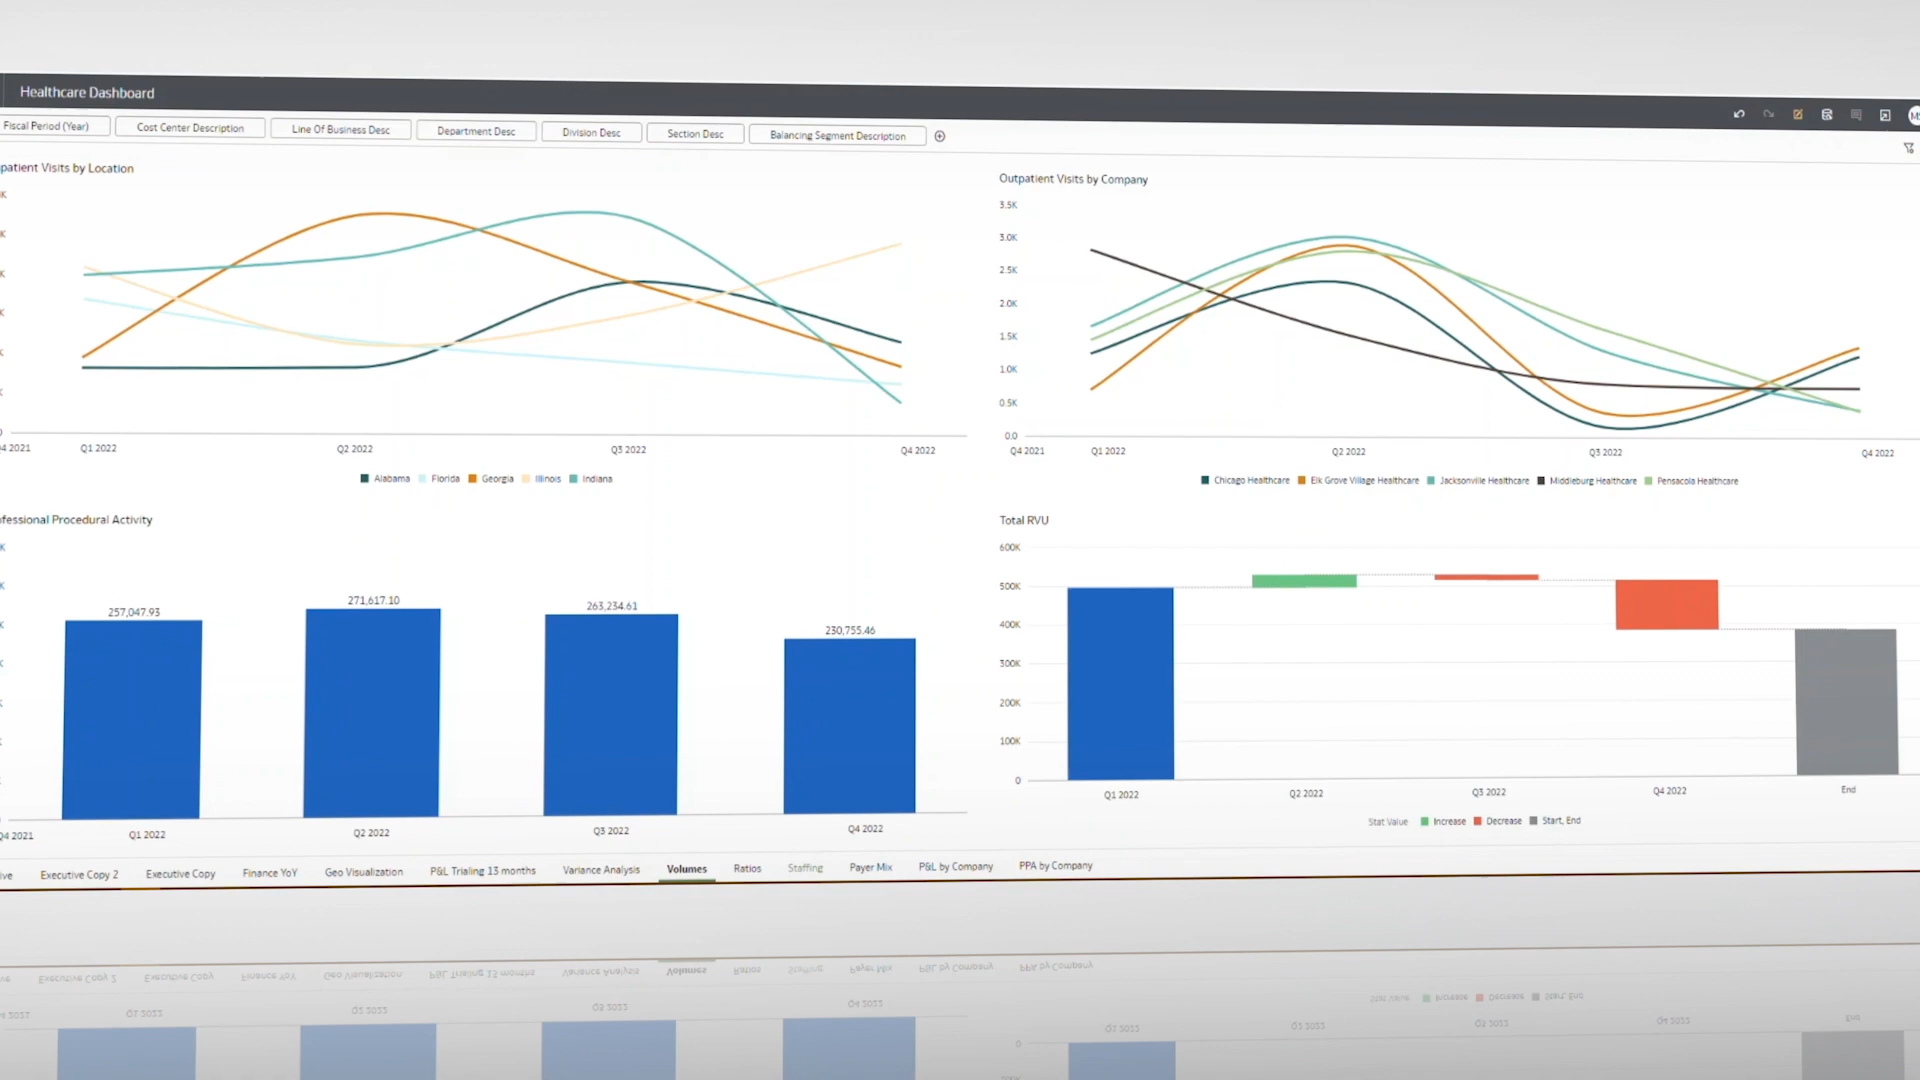 Healthcare Dashboard
Fiscal Period (Year) Cost Center Description Line Of Business Desc Department Desc Division Desc Section Desc Balancing Segment Description
patient Visits by Location
K
K
K
K
K
K
0
Q4 2021 Q1 2022 Q2 2022 Q3 2022 Q4 2022
Alabama Florida Georgia Illinois Indiana
Outpatient Visits by Company
3.5K
3.0K
2.5K
2.0K
1.5K
1.0K
0.5K
0.0
Q4 2021 Q1 2022 Q2 2022 Q3 2022 Q4 2022
Chicago Healthcare Elk Grove Village Healthcare Jacksonville Healthcare Middleburg Healthcare Pensacola Healthcare
ofessional Procedural Activity
257,047.93 271,617.10 263,234.61 230,755.46
Q4 2021 Q1 2022 Q2 2022 Q3 2022 Q4 2022
Total RVU
600K
500K
400K
300K
200K
100K
0
Q1 2022 Q2 2022 Q3 2022 Q4 2022 End
Stat Value Increase Decrease Start, End
ive Executive Copy 2 Executive Copy Finance YoY Geo Visualization P&L Trialing 13 months Variance Analysis Volumes Ratios Staffing Payer Mix P&L by Company PPA by Company